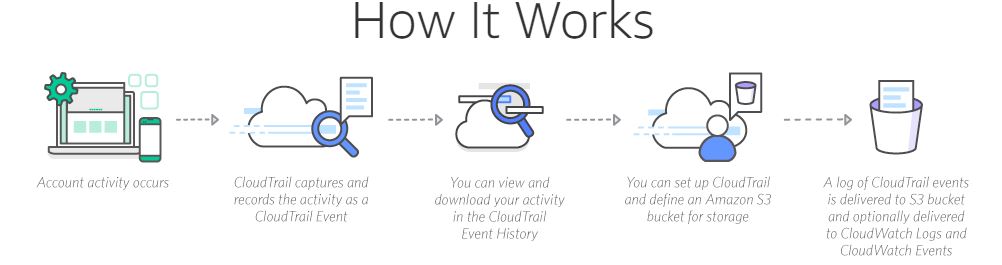 How It Works
Account activity occurs
CloudTrail captures and
records the activity as a
CloudTrail Event
You can view and
download your activity
in the CloudTrail
Event History
You can set up CloudTrail
and define an Amazon S3
bucket for storage
A log of CloudTrail events
is delivered to S3 bucket
and optionally delivered
to CloudWatch Logs and
CloudWatch Events